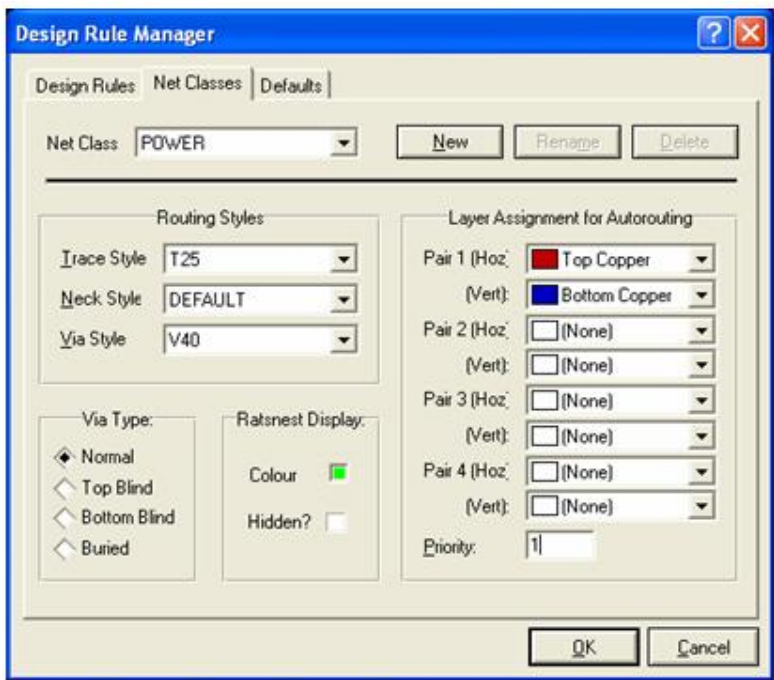 Design Rule Manager
Design Rules Net Classes Defaults
Net Class POWER New Rename Delete
Routing Styles
Trace Style T25
Neck Style DEFAULT
Via Style V40
Via Type:
Normal
Top Blind
Bottom Blind
Buried
Ratsnest Display:
Colour
Hidden?
Layer Assignment for Autorouting
Pair 1 (Hoz) Top Copper
(Vert): Bottom Copper
Pair 2 (Hoz) (None)
(Vert): (None)
Pair 3 (Hoz) (None)
(Vert): (None)
Pair 4 (Hoz) (None)
(Vert): (None)
Priority: 1
OK Cancel